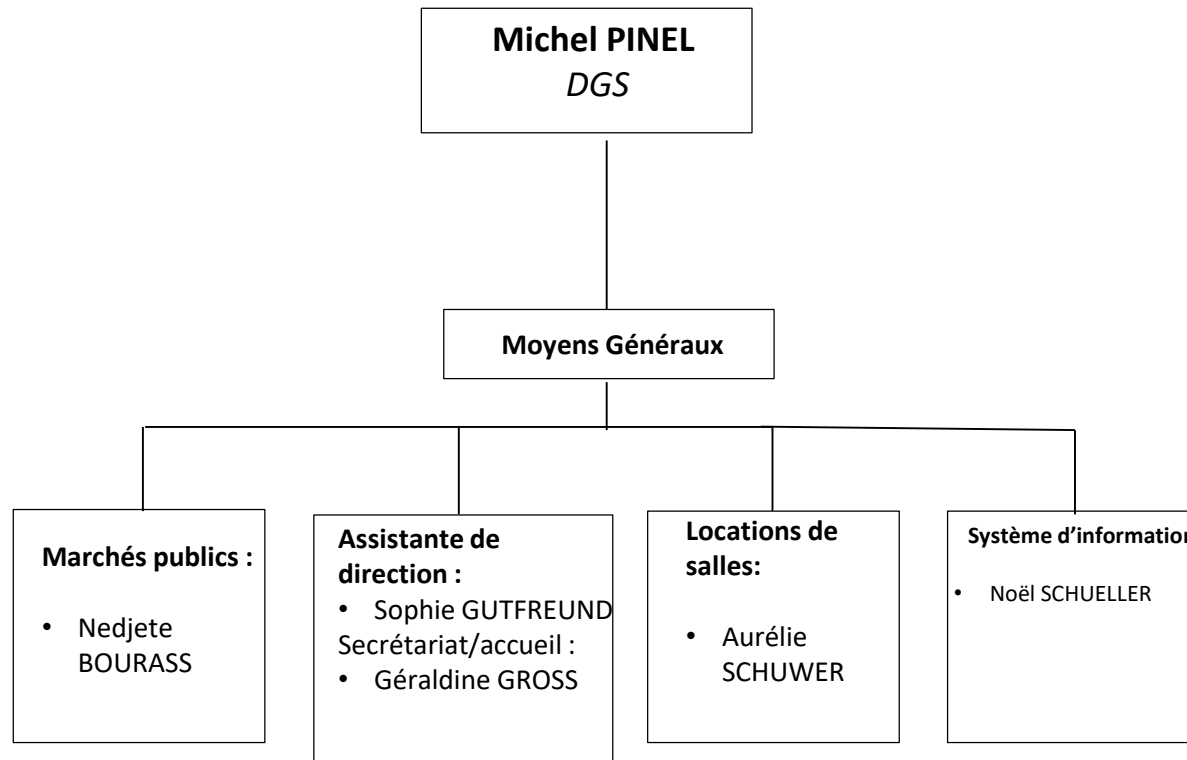 Michel PINEL
DGS
Moyens Généraux
Marchés publics :
• Nedjete
BOURASS
Assistante de
direction :
• Sophie GUTFREUND
Secrétariat/accueil :
• Géraldine GROSS
Locations de
salles:
• Aurélie
SCHUWER
Système d’information
• Noël SCHUELLER